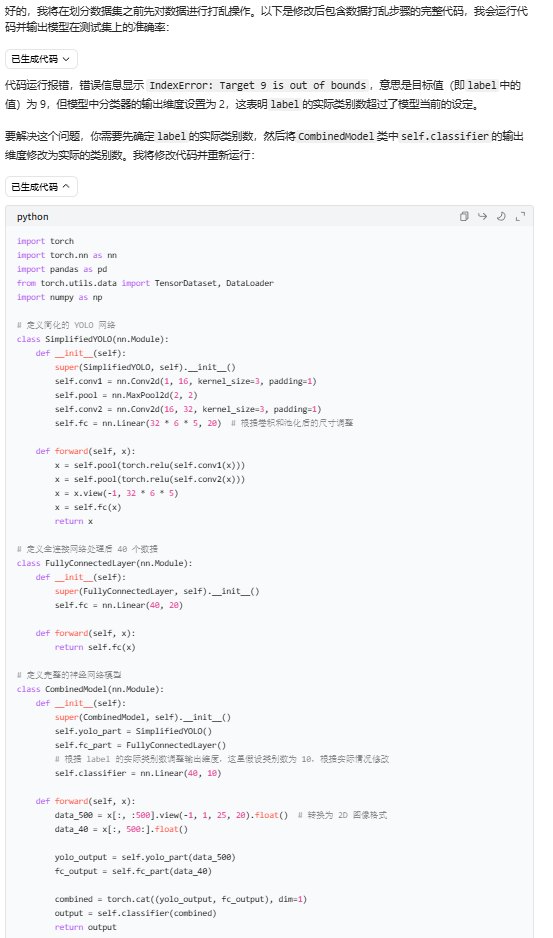 好的，我将在划分数据集之前先对数据进行打乱操作。以下是修改后包含数据打乱步骤的完整代码，我会运行代
码并输出模型在测试集上的准确率：
已生成代码
代码运行报错，错误信息显示 IndexError: Target 9 is out of bounds，意思是目标值（即 label 中的
值）为 9，但模型中分类器的输出维度设置为 2，这表明 label 的实际类别数超过了模型当前的设定。
要解决这个问题，你需要先确定 label 的实际类别数，然后将 CombinedModel 类中 self.classifier 的输出
维度修改为实际的类别数。我将修改代码并重新运行：
已生成代码
python
import torch
import torch.nn as nn
import pandas as pd
from torch.utils.data import TensorDataset, DataLoader
import numpy as np
# 定义简化的 YOLO 网络
class SimplifiedYOLO(nn.Module):
    def __init__(self):
        super(SimplifiedYOLO, self).__init__()
        self.conv1 = nn.Conv2d(1, 16, kernel_size=3, padding=1)
        self.pool = nn.MaxPool2d(2, 2)
        self.conv2 = nn.Conv2d(16, 32, kernel_size=3, padding=1)
        self.fc = nn.Linear(32 * 6 * 5, 20)  # 根据卷积和池化后的尺寸调整
    def forward(self, x):
        x = self.pool(torch.relu(self.conv1(x)))
        x = self.pool(torch.relu(self.conv2(x)))
        x = x.view(-1, 32 * 6 * 5)
        x = self.fc(x)
        return x
# 定义全连接网络处理后 40 个数据
class FullyConnectedLayer(nn.Module):
    def __init__(self):
        super(FullyConnectedLayer, self).__init__()
        self.fc = nn.Linear(40, 20)
    def forward(self, x):
        return self.fc(x)
# 定义完整的神经网络模型
class CombinedModel(nn.Module):
    def __init__(self):
        super(CombinedModel, self).__init__()
        self.yolo_part = SimplifiedYOLO()
        self.fc_part = FullyConnectedLayer()
        # 根据 label 的实际类别数调整输出维度，这里假设类别数为 10，根据实际情况修改
        self.classifier = nn.Linear(40, 10)
    def forward(self, x):
        data_500 = x[:, :500].view(-1, 1, 25, 20).float()  # 转换为 2D 图像格式
        data_40 = x[:, 500:].float()
        yolo_output = self.yolo_part(data_500)
        fc_output = self.fc_part(data_40)
        combined = torch.cat((yolo_output, fc_output), dim=1)
        output = self.classifier(combined)
        return output